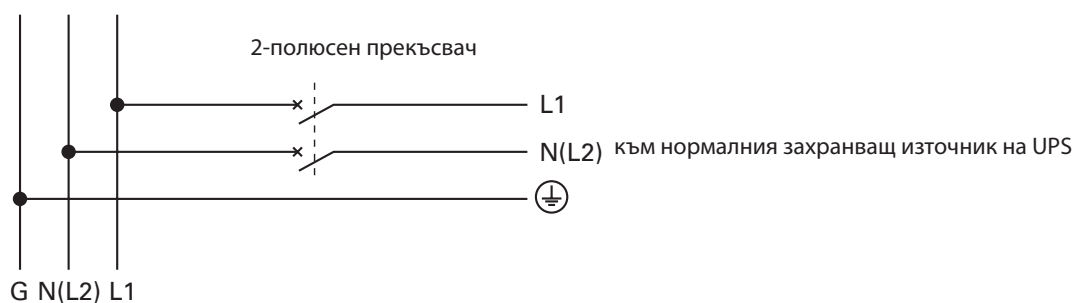 2-полюсен прекъсвач
L1
N(L2) към нормалния захранващ източник на UPS
G N(L2) L1